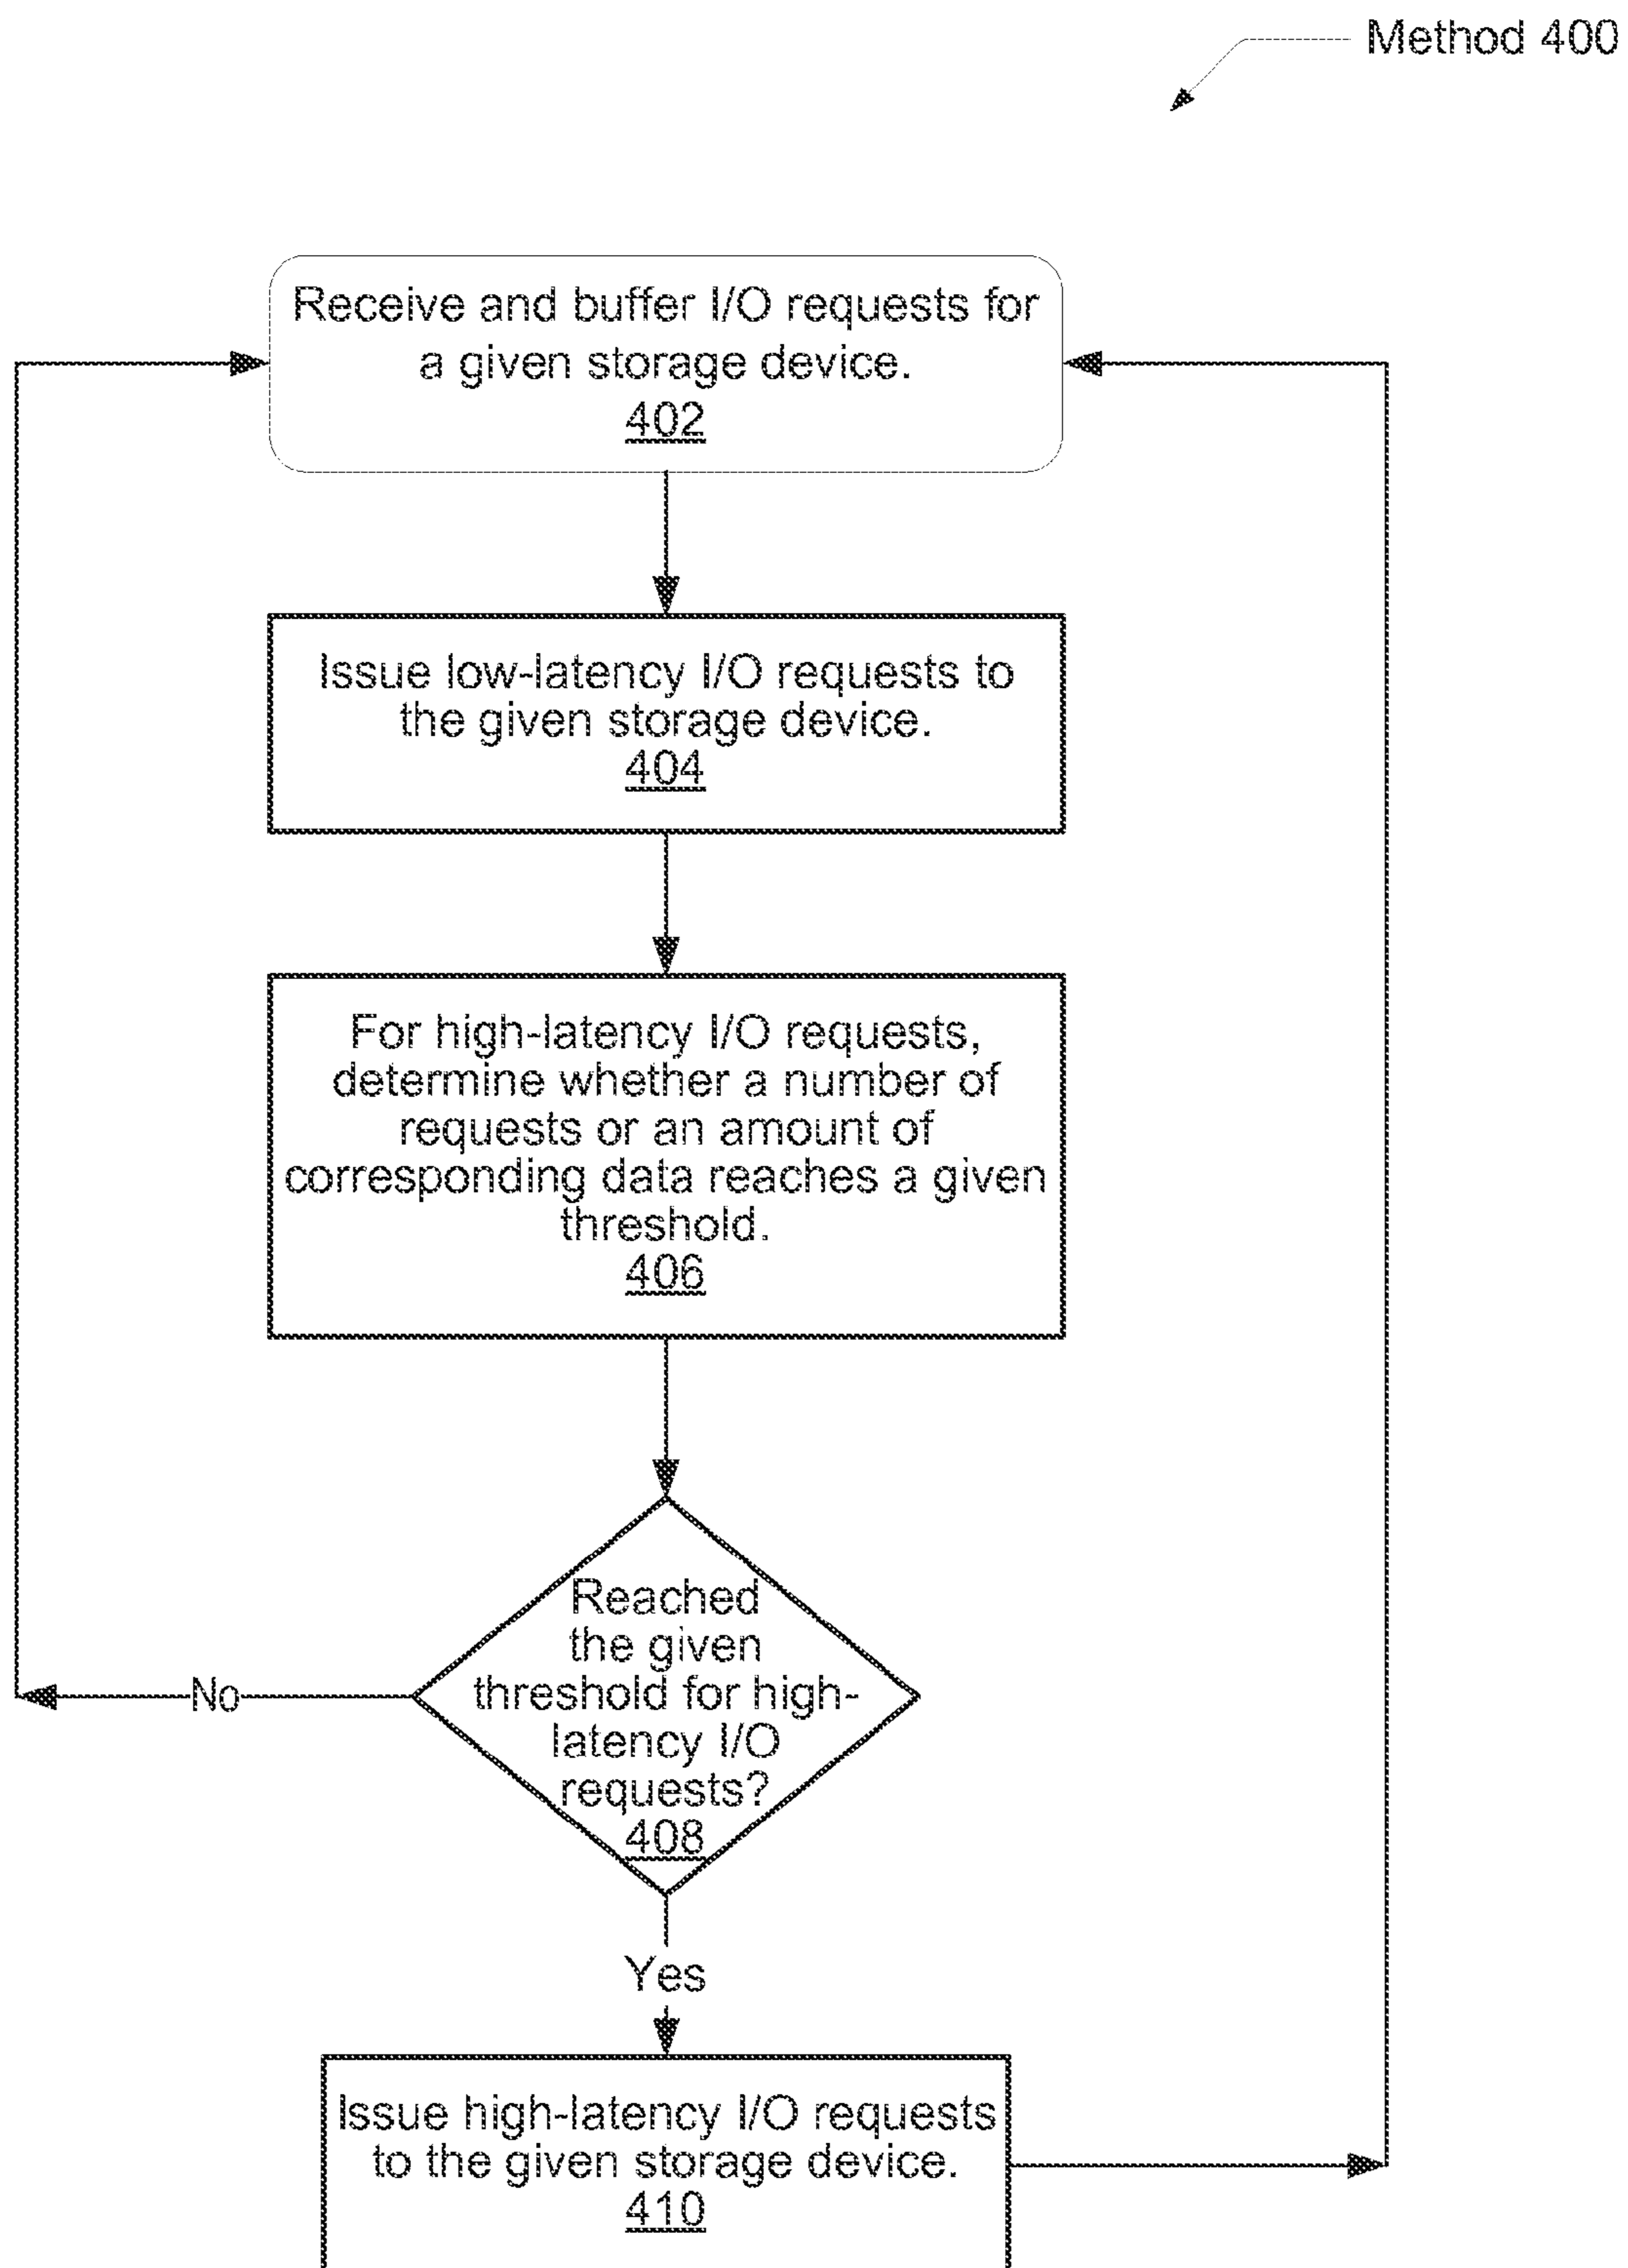 Method 400
Receive and buffer I/O requests for
a given storage device.
402
Issue low-latency I/O requests to
the given storage device.
404
For high-latency I/O requests,
determine whether a number of
requests or an amount of
corresponding data reaches a given
threshold.
406
Reached
the given
threshold for high-
latency I/O
requests?
408
No
Yes
Issue high-latency I/O requests
to the given storage device.
410